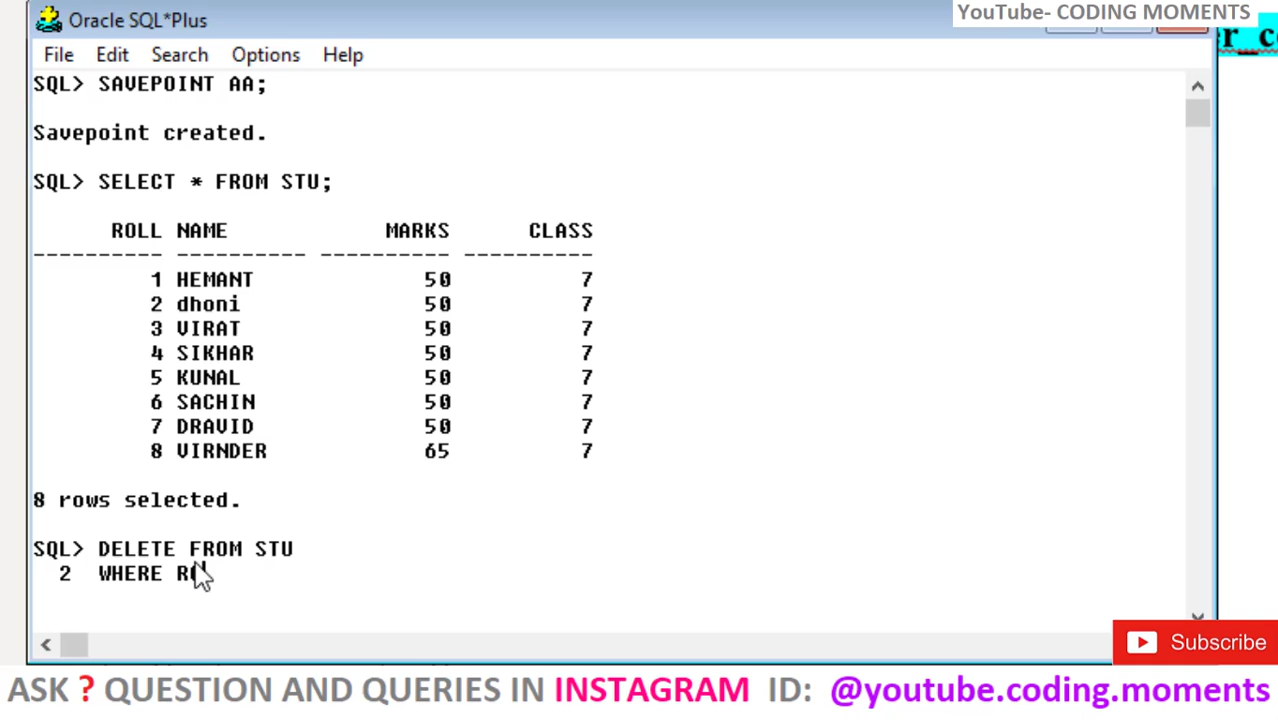 Oracle SQL*Plus
YouTube- CODING MOMENTS
File Edit Search Options Help
SQL> SAVEPOINT AA;
Savepoint created.
SQL> SELECT * FROM STU;
ROLL NAME MARKS CLASS
---------- ---------- ---------- ----------
1 HEMANT 50 7
2 dhoni 50 7
3 VIRAT 50 7
4 SIKHAR 50 7
5 KUNAL 50 7
6 SACHIN 50 7
7 DRAVID 50 7
8 VIRNDER 65 7
8 rows selected.
SQL> DELETE FROM STU
2 WHERE
Subscribe
ASK ? QUESTION AND QUERIES IN INSTAGRAM ID: @youtube.coding.moments